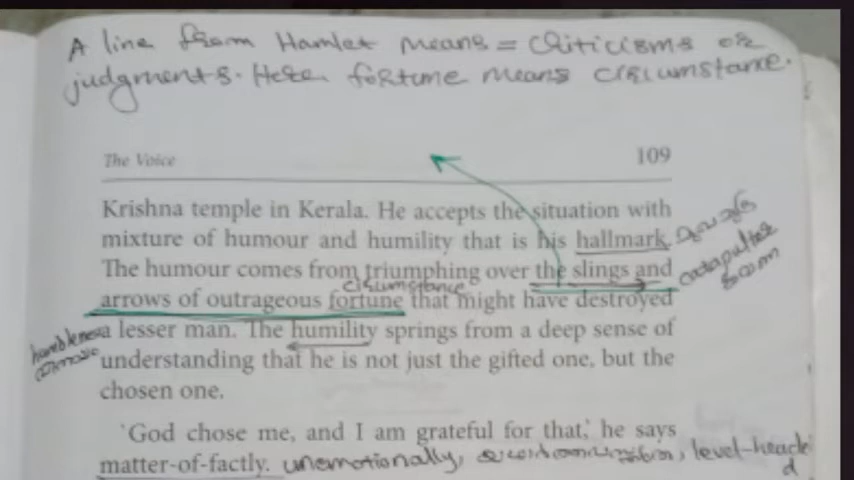 A line from Hamlet means = Criticisms or
judgments. Here fortune means circumstance.
The Voice 109
Krishna temple in Kerala. He accepts the situation with
mixture of humour and humility that is his hallmark.
The humour comes from triumphing over the slings and
catapulted
circumstance
arrows of outrageous fortune that might have destroyed
a lesser man. The humility springs from a deep sense of
humbleness
understanding that he is not just the gifted one, but the
chosen one.
'God chose me, and I am grateful for that,' he says
matter-of-factly. unemotionally, level-headed